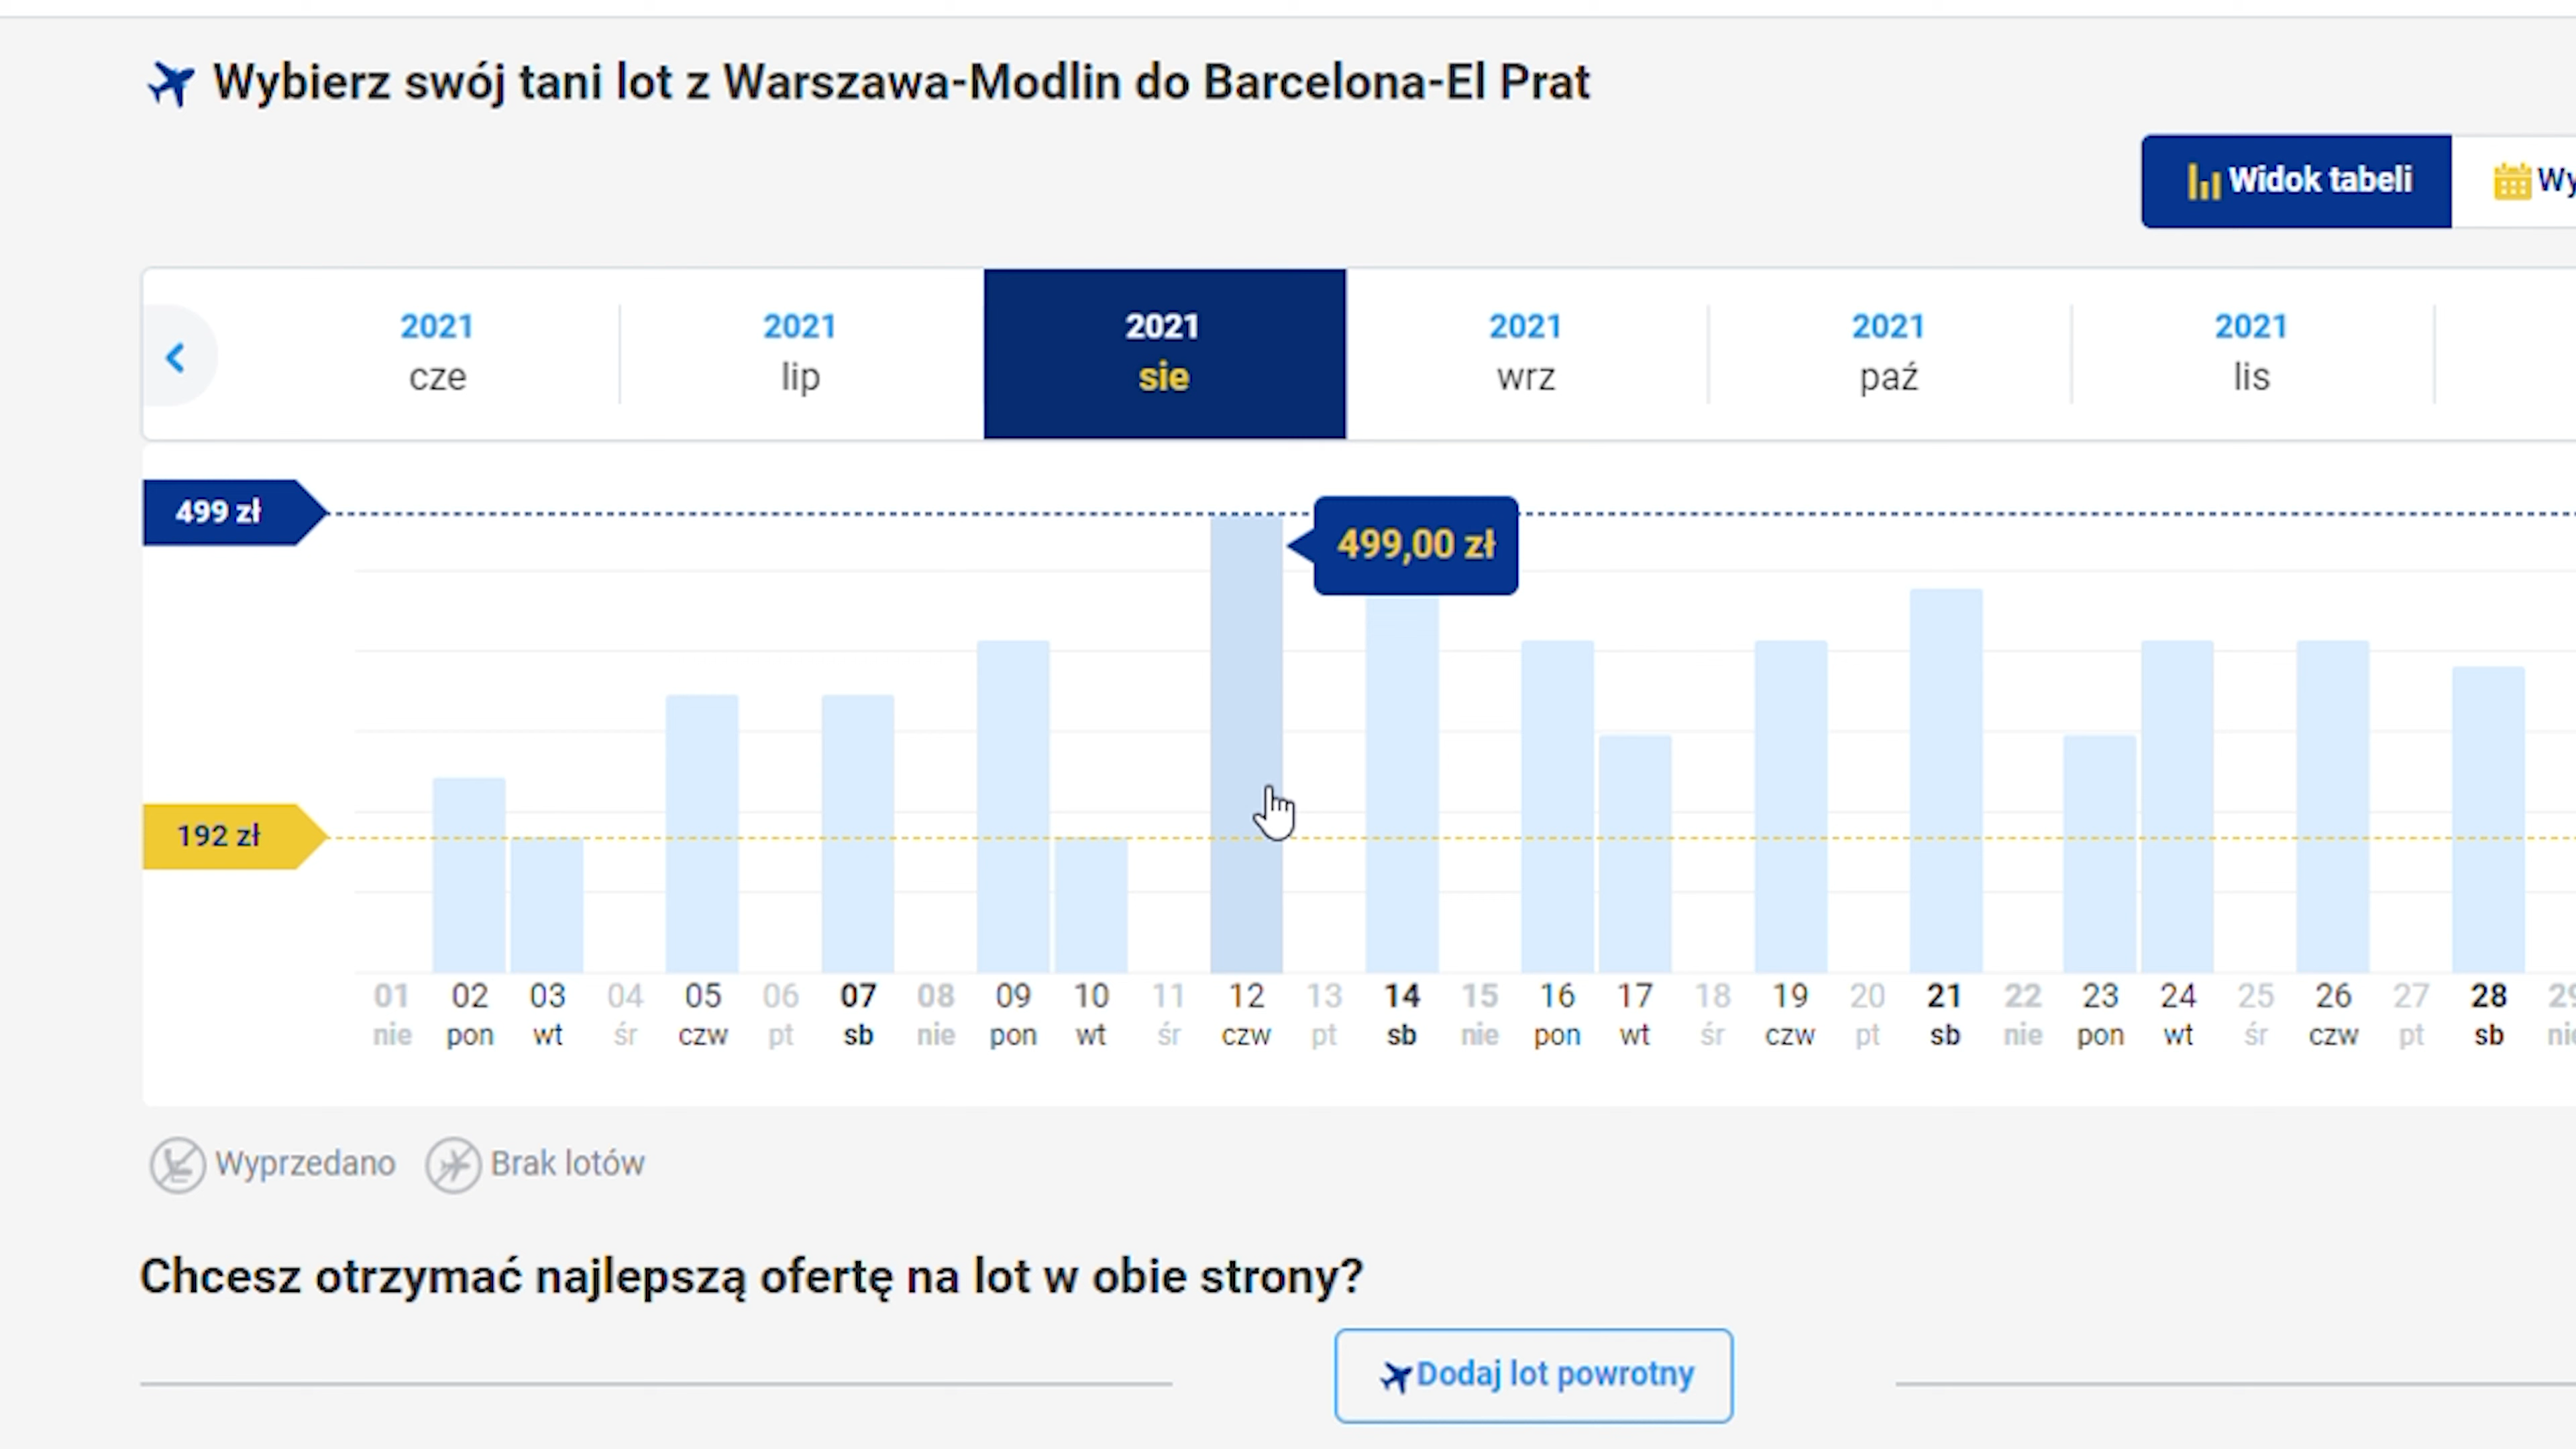 Wybierz swój tani lot z Warszawa-Modlin do Barcelona-El Prat
Widok tabeli
2021 2021 2021 2021 2021 2021
cze lip sie wrz paź lis
499 zł
499,00 zł
192 zł
01 02 03 04 05 06 07 08 09 10 11 12 13 14 15 16 17 18 19 20 21 22 23 24 25 26 27 28
nie pon wt śr czw pt sb nie pon wt śr czw pt sb nie pon wt śr czw pt sb nie pon wt śr czw pt sb
Wyprzedano Brak lotów
Chcesz otrzymać najlepszą ofertę na lot w obie strony?
Dodaj lot powrotny